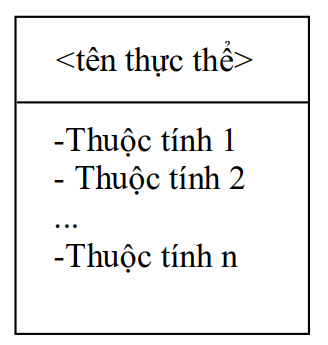 <tên thực thể>
-Thuộc tính 1
- Thuộc tính 2
...
-Thuộc tính n